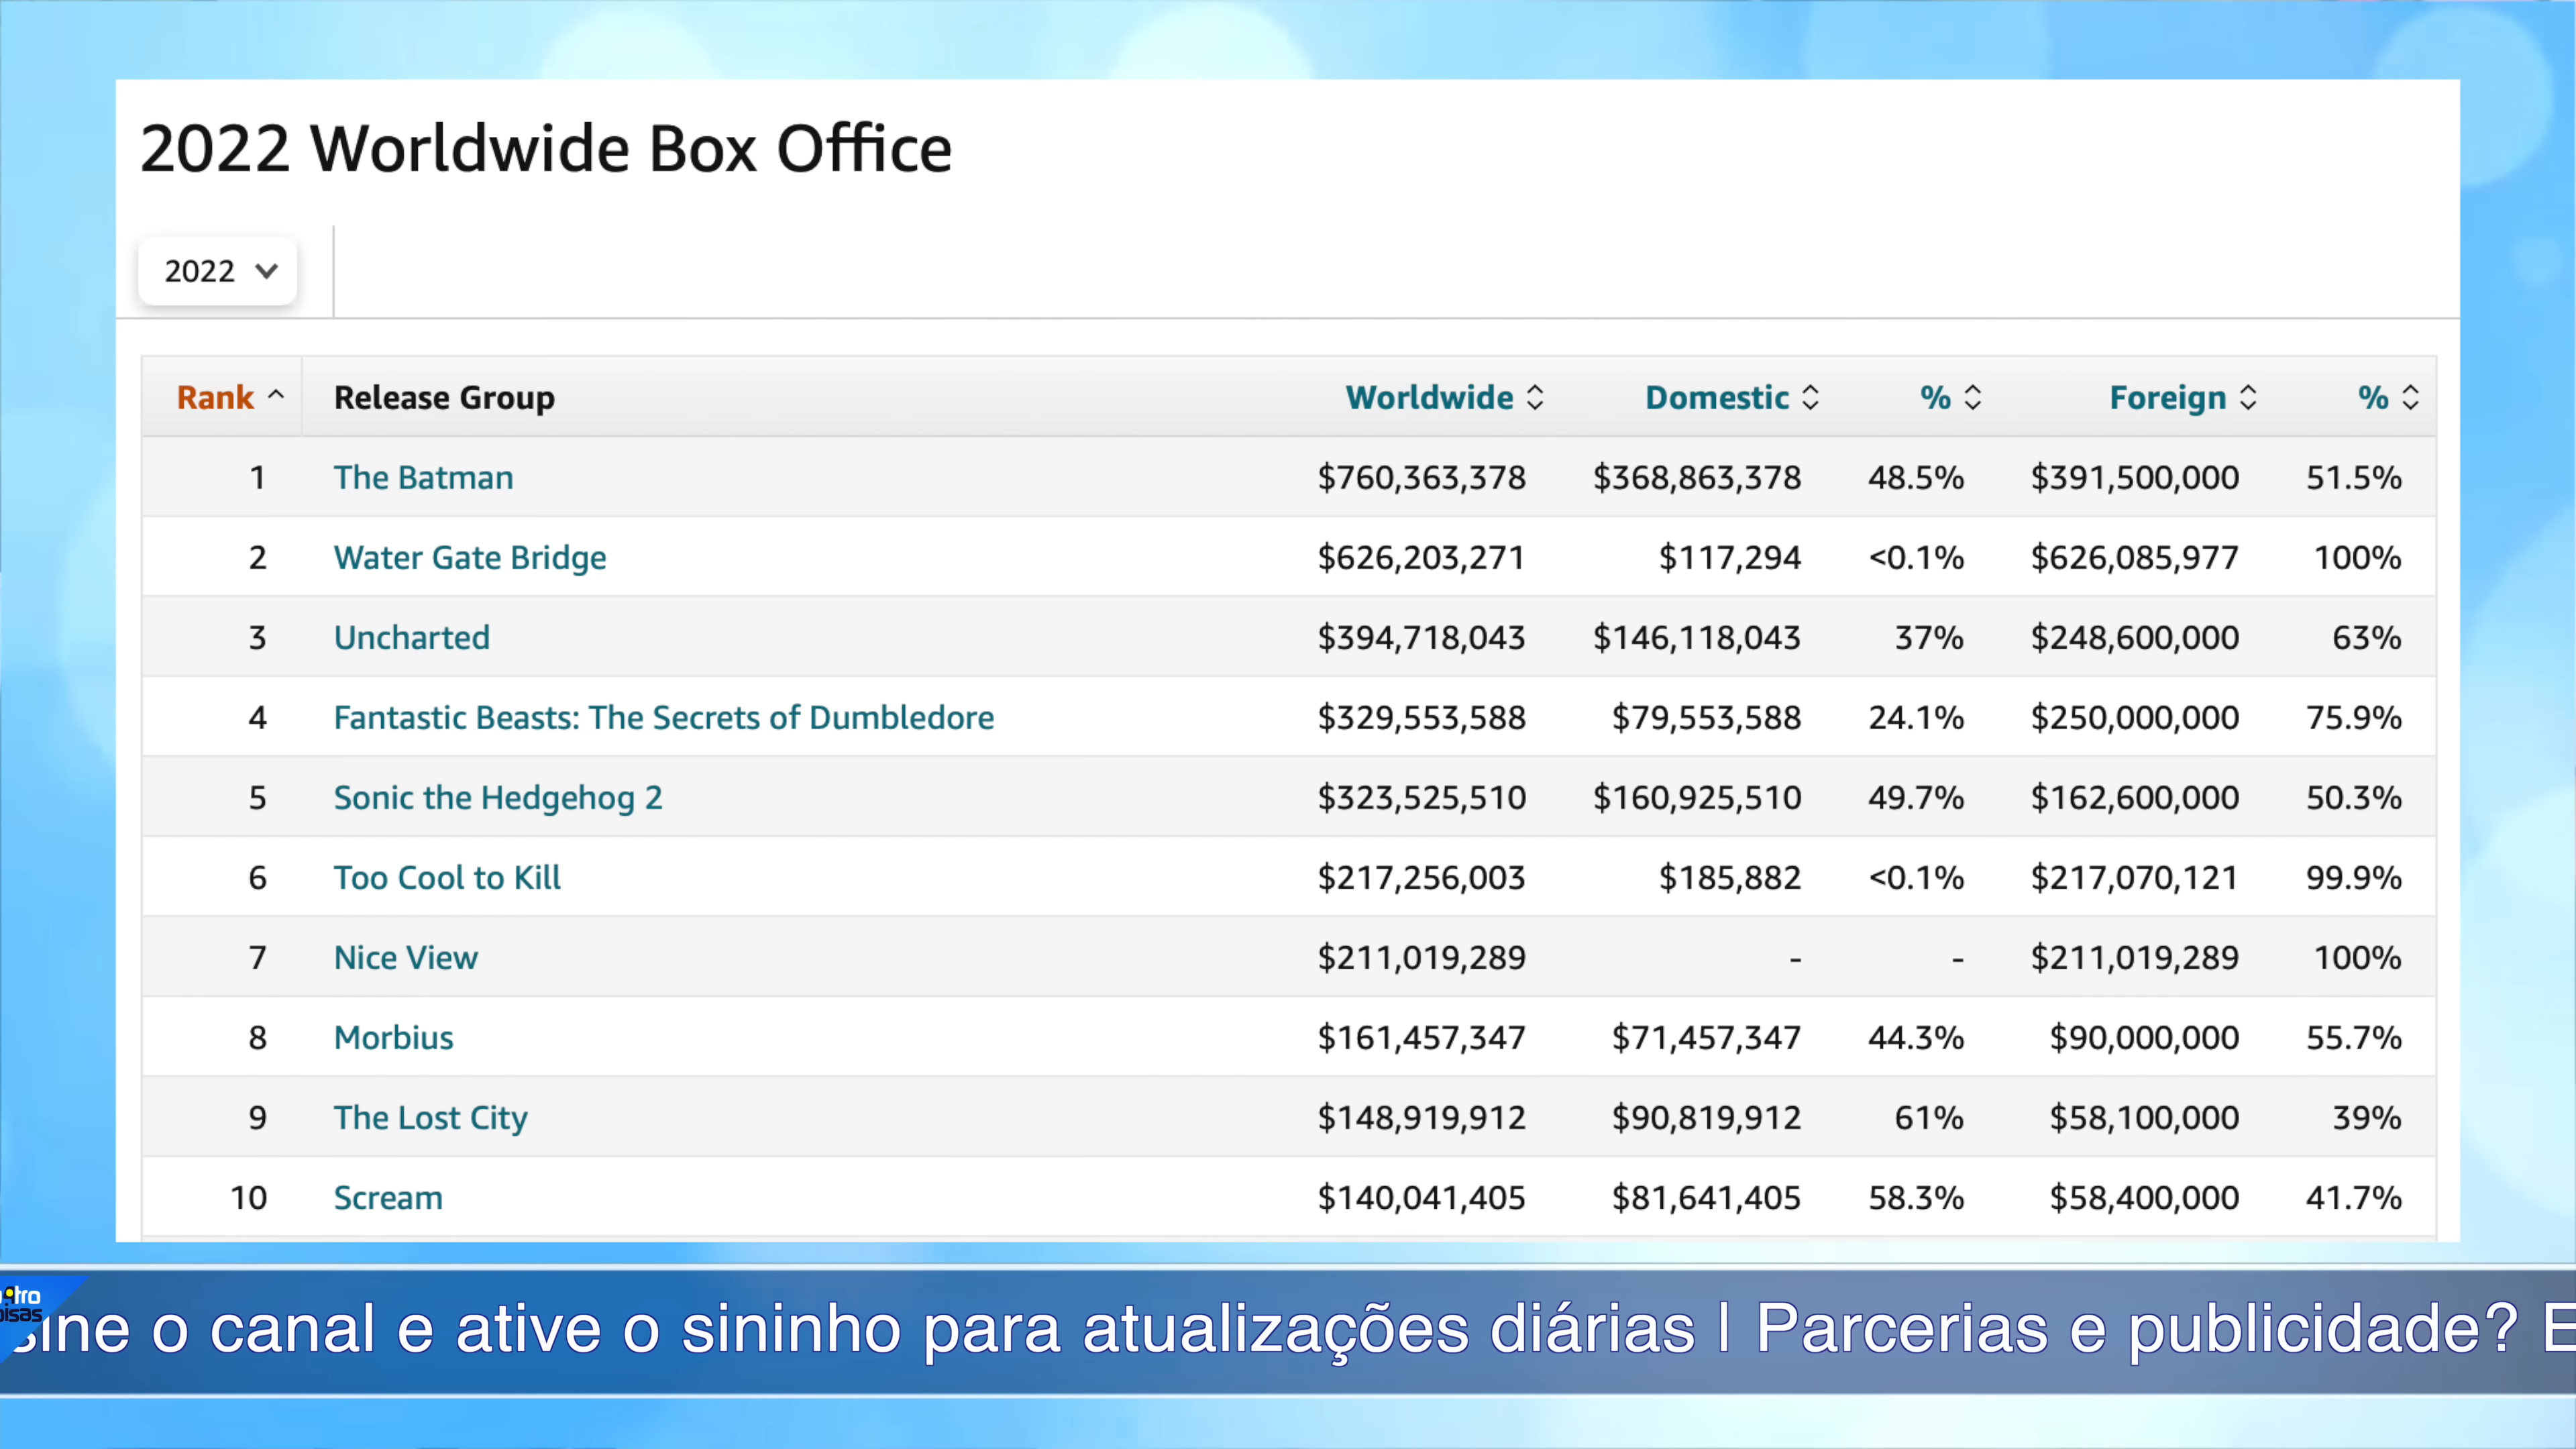 2022 Worldwide Box Office
2022
Rank Release Group Worldwide Domestic % Foreign %
1 The Batman $760,363,378 $368,863,378 48.5% $391,500,000 51.5%
2 Water Gate Bridge $626,203,271 $117,294 <0.1% $626,085,977 100%
3 Uncharted $394,718,043 $146,118,043 37% $248,600,000 63%
4 Fantastic Beasts: The Secrets of Dumbledore $329,553,588 $79,553,588 24.1% $250,000,000 75.9%
5 Sonic the Hedgehog 2 $323,525,510 $160,925,510 49.7% $162,600,000 50.3%
6 Too Cool to Kill $217,256,003 $185,882 <0.1% $217,070,121 99.9%
7 Nice View $211,019,289 - - $211,019,289 100%
8 Morbius $161,457,347 $71,457,347 44.3% $90,000,000 55.7%
9 The Lost City $148,919,912 $90,819,912 61% $58,100,000 39%
10 Scream $140,041,405 $81,641,405 58.3% $58,400,000 41.7%
sine o canal e ative o sininho para atualizações diárias | Parcerias e publicidade? E